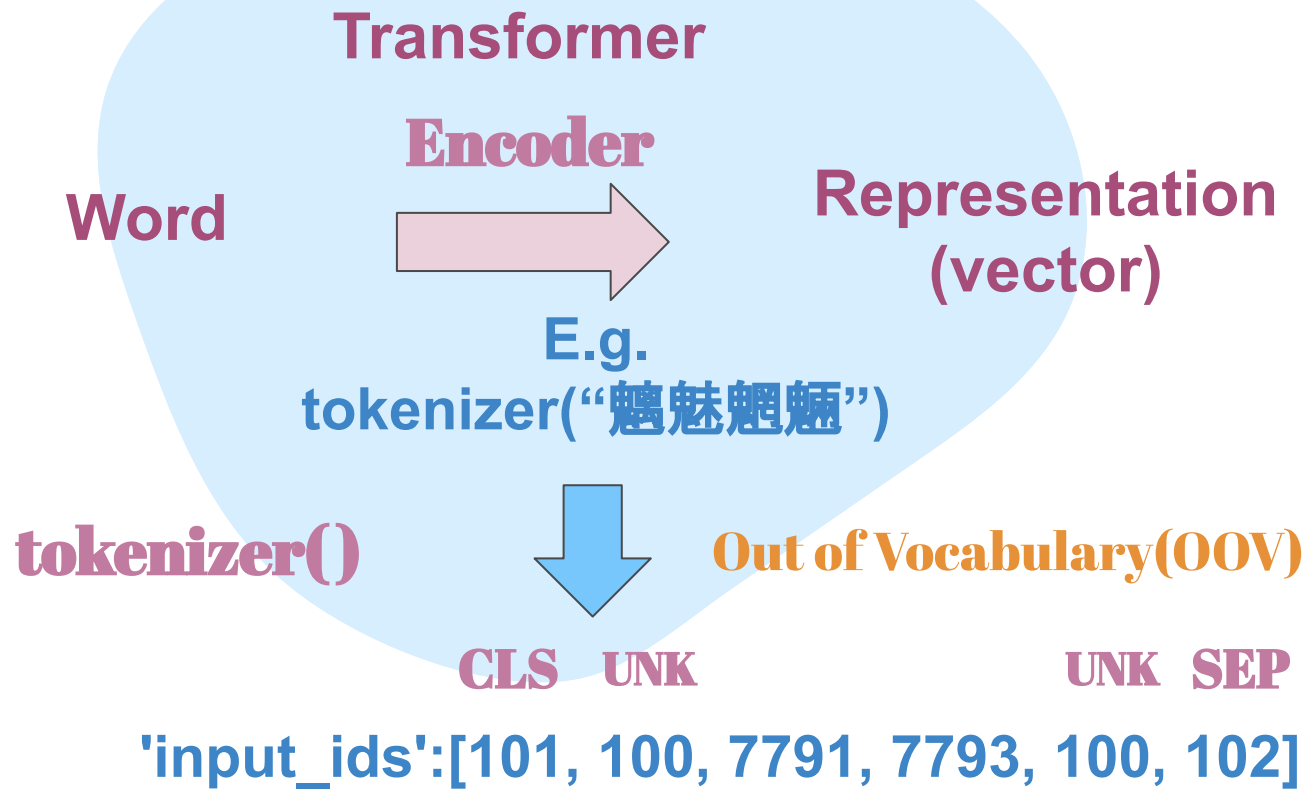 Transformer
Encoder
Word
Representation
(vector)
E.g.
tokenizer(“魑魅魍魎”)
tokenizer()
Out of Vocabulary(OOV)
CLS UNK UNK SEP
'input_ids':[101, 100, 7791, 7793, 100, 102]